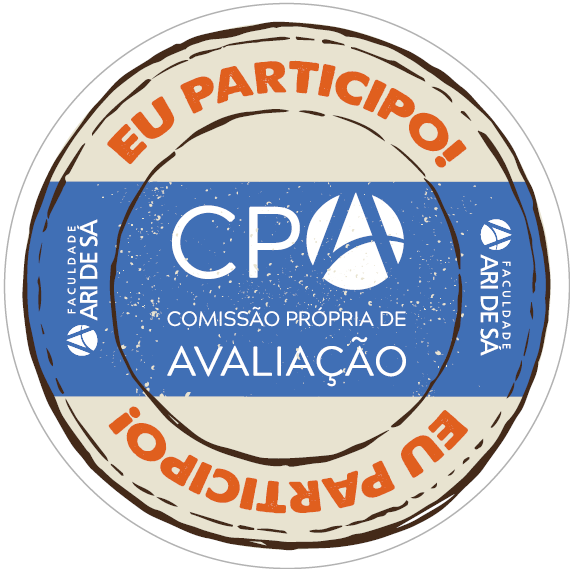 EU PARTICIPO!
CPA
COMISSÃO PRÓPRIA DE
AVALIAÇÃO
FACULDADE
ARI DE SÁ
FACULDADE
ARI DE SÁ
EU PARTICIPO!